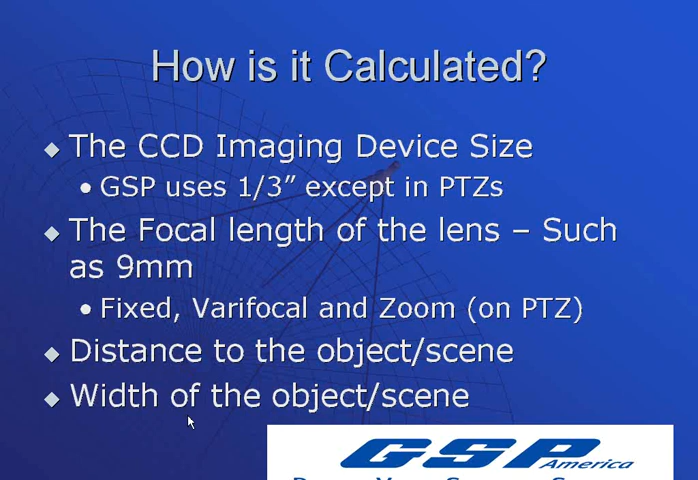 How is it Calculated?
The CCD Imaging Device Size
GSP uses 1/3” except in PTZs
The Focal length of the lens – Such
as 9mm
Fixed, Varifocal and Zoom (on PTZ)
Distance to the object/scene
Width of the object/scene
GSP America